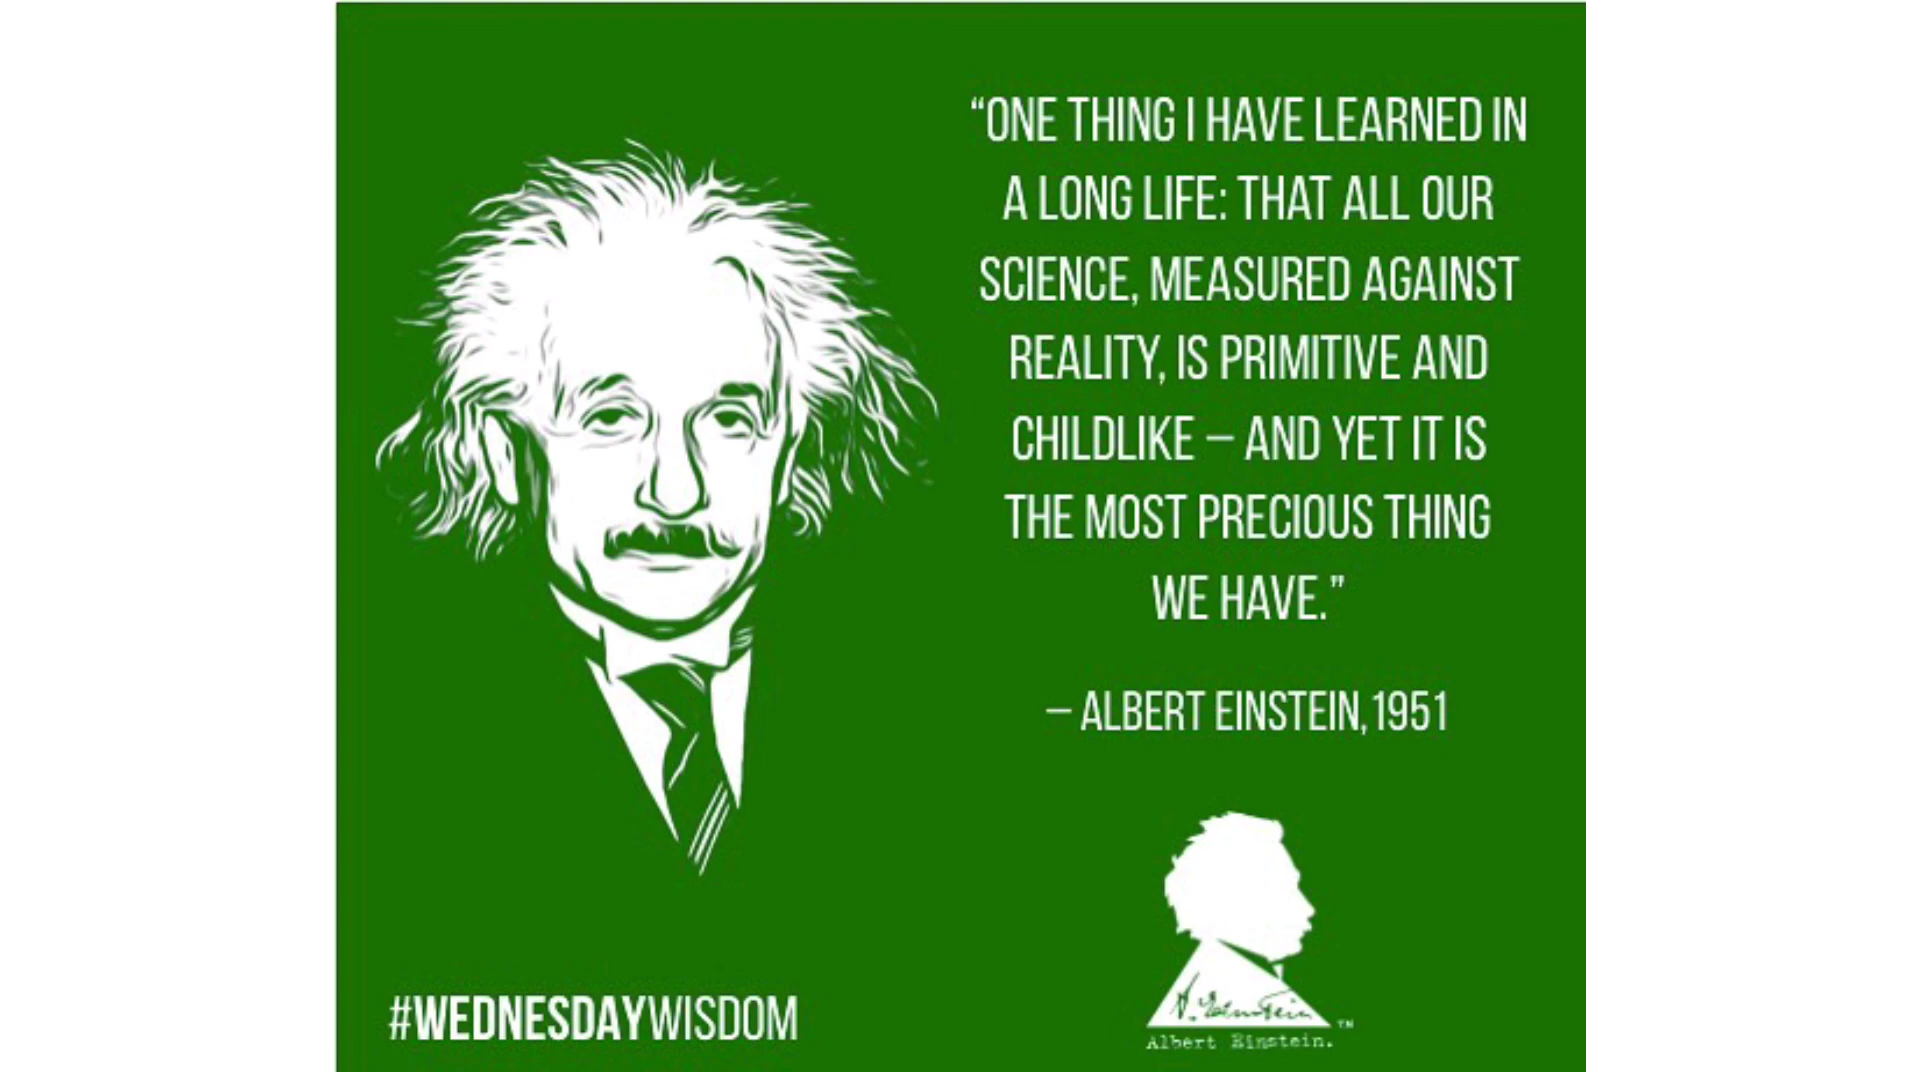 “ONE THING I HAVE LEARNED IN
A LONG LIFE: THAT ALL OUR
SCIENCE, MEASURED AGAINST
REALITY, IS PRIMITIVE AND
CHILDLIKE – AND YET IT IS
THE MOST PRECIOUS THING
WE HAVE.”
– ALBERT EINSTEIN, 1951
#WEDNESDAYWISDOM
A. Einstein
TM
Albert Einstein.